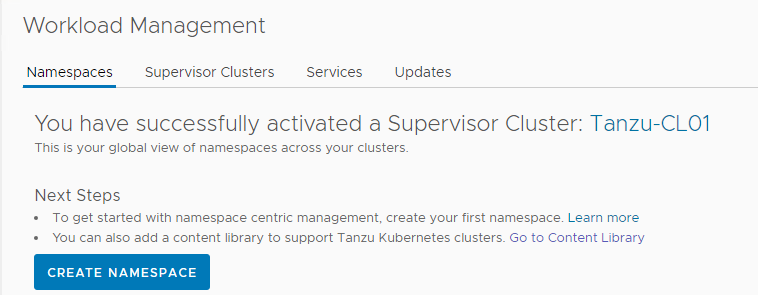 Workload Management
Namespaces Supervisor Clusters Services Updates
You have successfully activated a Supervisor Cluster: Tanzu-CL01
This is your global view of namespaces across your clusters.
Next Steps
• To get started with namespace centric management, create your first namespace. Learn more
• You can also add a content library to support Tanzu Kubernetes clusters. Go to Content Library
CREATE NAMESPACE